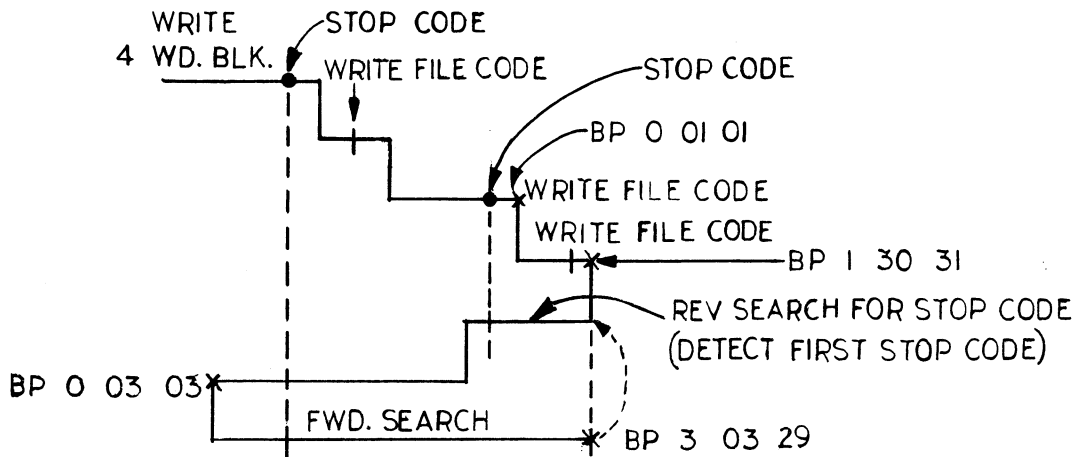 WRITE
4 WD. BLK.
STOP CODE
WRITE FILE CODE
STOP CODE
BP 0 01 01
WRITE FILE CODE
WRITE FILE CODE
BP 1 30 31
REV SEARCH FOR STOP CODE
(DETECT FIRST STOP CODE)
BP 0 03 03
FWD. SEARCH
BP 3 03 29